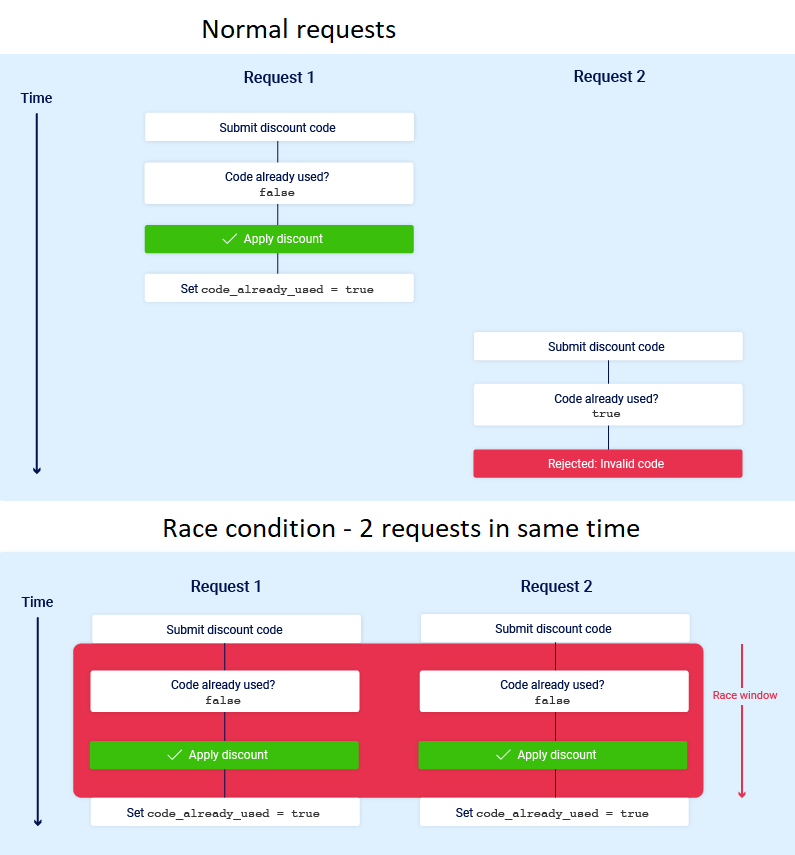 Normal requests
Request 1
Request 2
Time
Submit discount code
Code already used?
false
Apply discount
Set code_already_used = true
Submit discount code
Code already used?
true
Rejected: Invalid code
Race condition - 2 requests in same time
Request 1
Request 2
Time
Submit discount code
Submit discount code
Code already used?
false
Code already used?
false
Race window
Apply discount
Apply discount
Set code_already_used = true
Set code_already_used = true